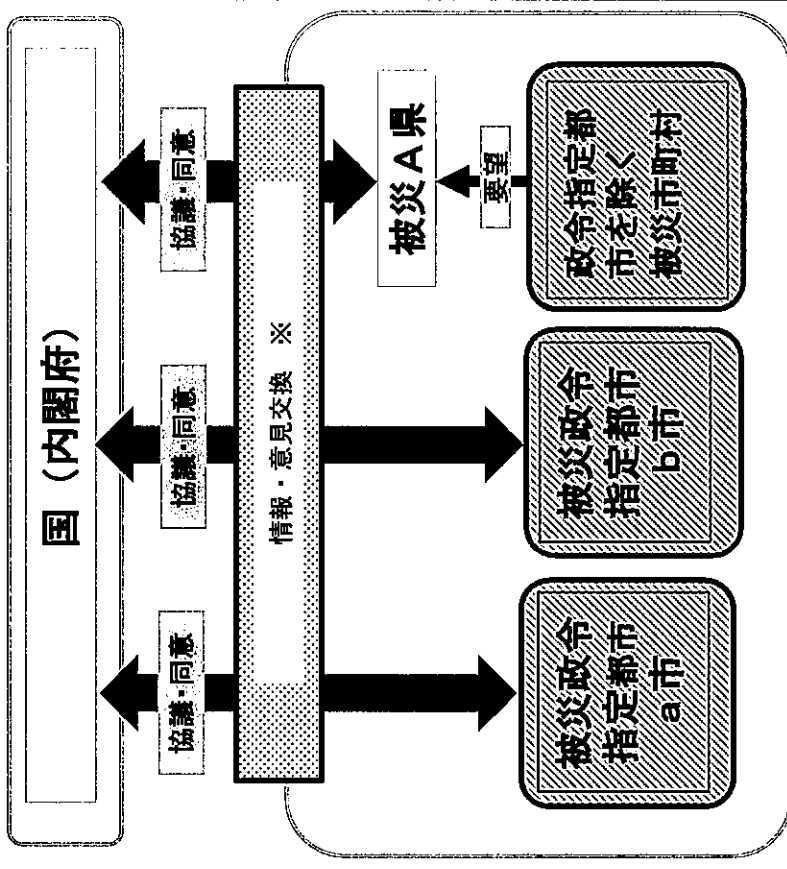 国（内閣府）
協議・同意
協議・同意
協議・同意
情報・意見交換　※
被災Ａ県
要望
被災政令
指定都市
ａ市
被災政令
指定都市
ｂ市
政令指定都
市を除く
被災市町村